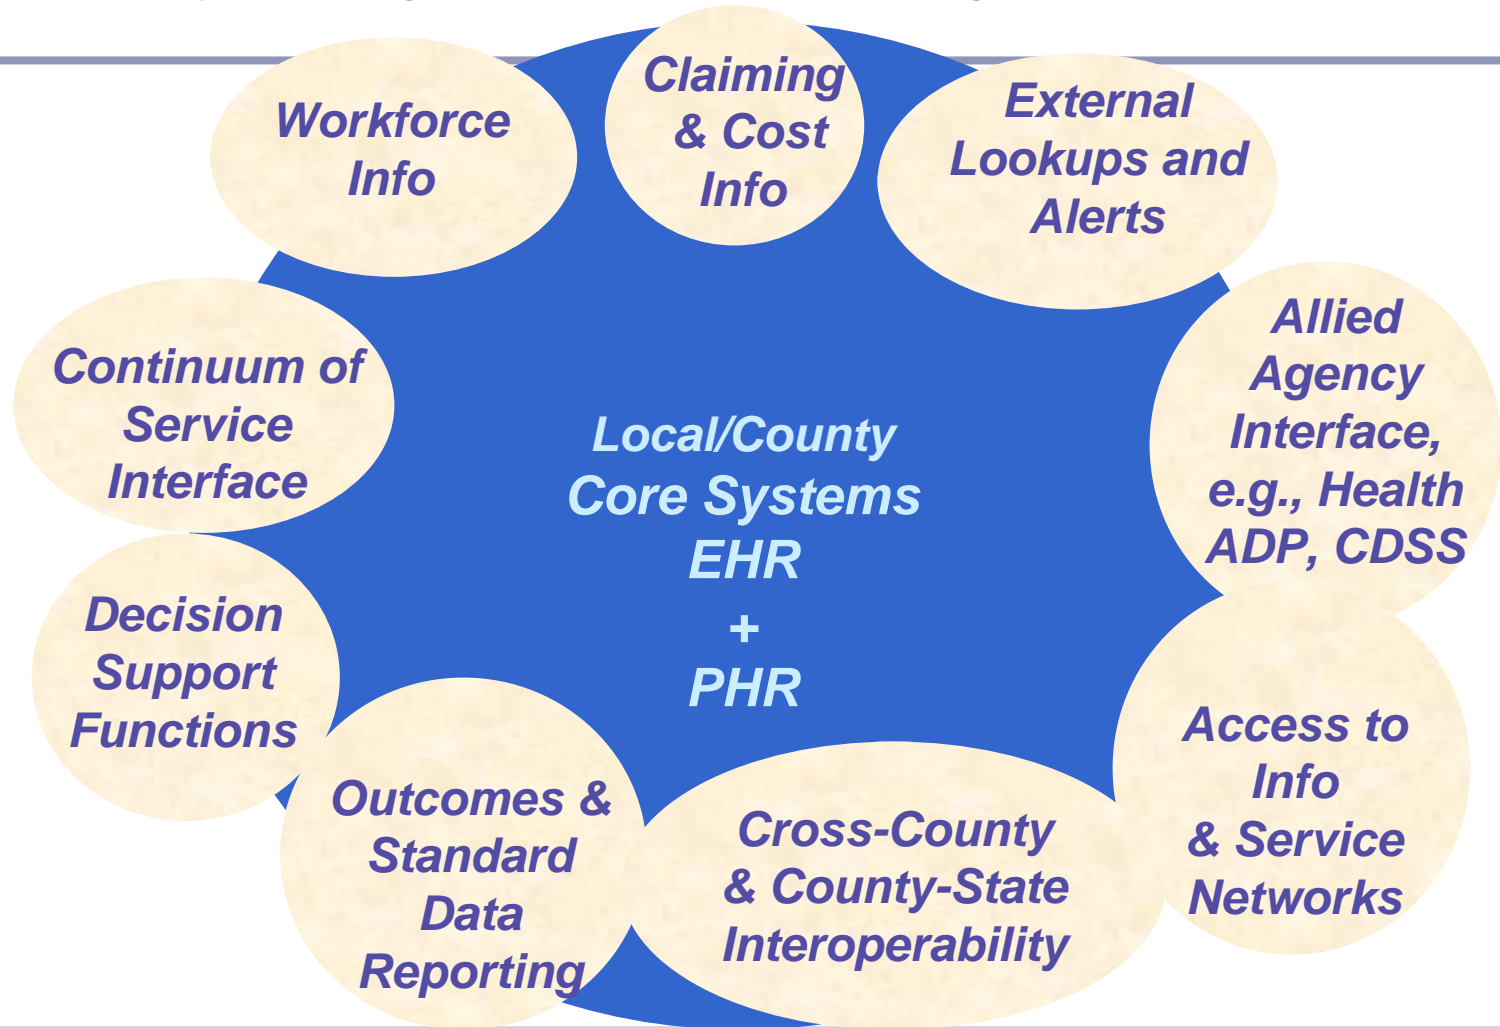 Claiming
& Cost
Info
Workforce
Info
External
Lookups and
Alerts
Continuum of
Service
Interface
Allied
Agency
Interface,
e.g., Health
ADP, CDSS
Local/County
Core Systems
EHR
+
PHR
Decision
Support
Functions
Access to
Info
& Service
Networks
Outcomes &
Standard
Data
Reporting
Cross-County
& County-State
Interoperability